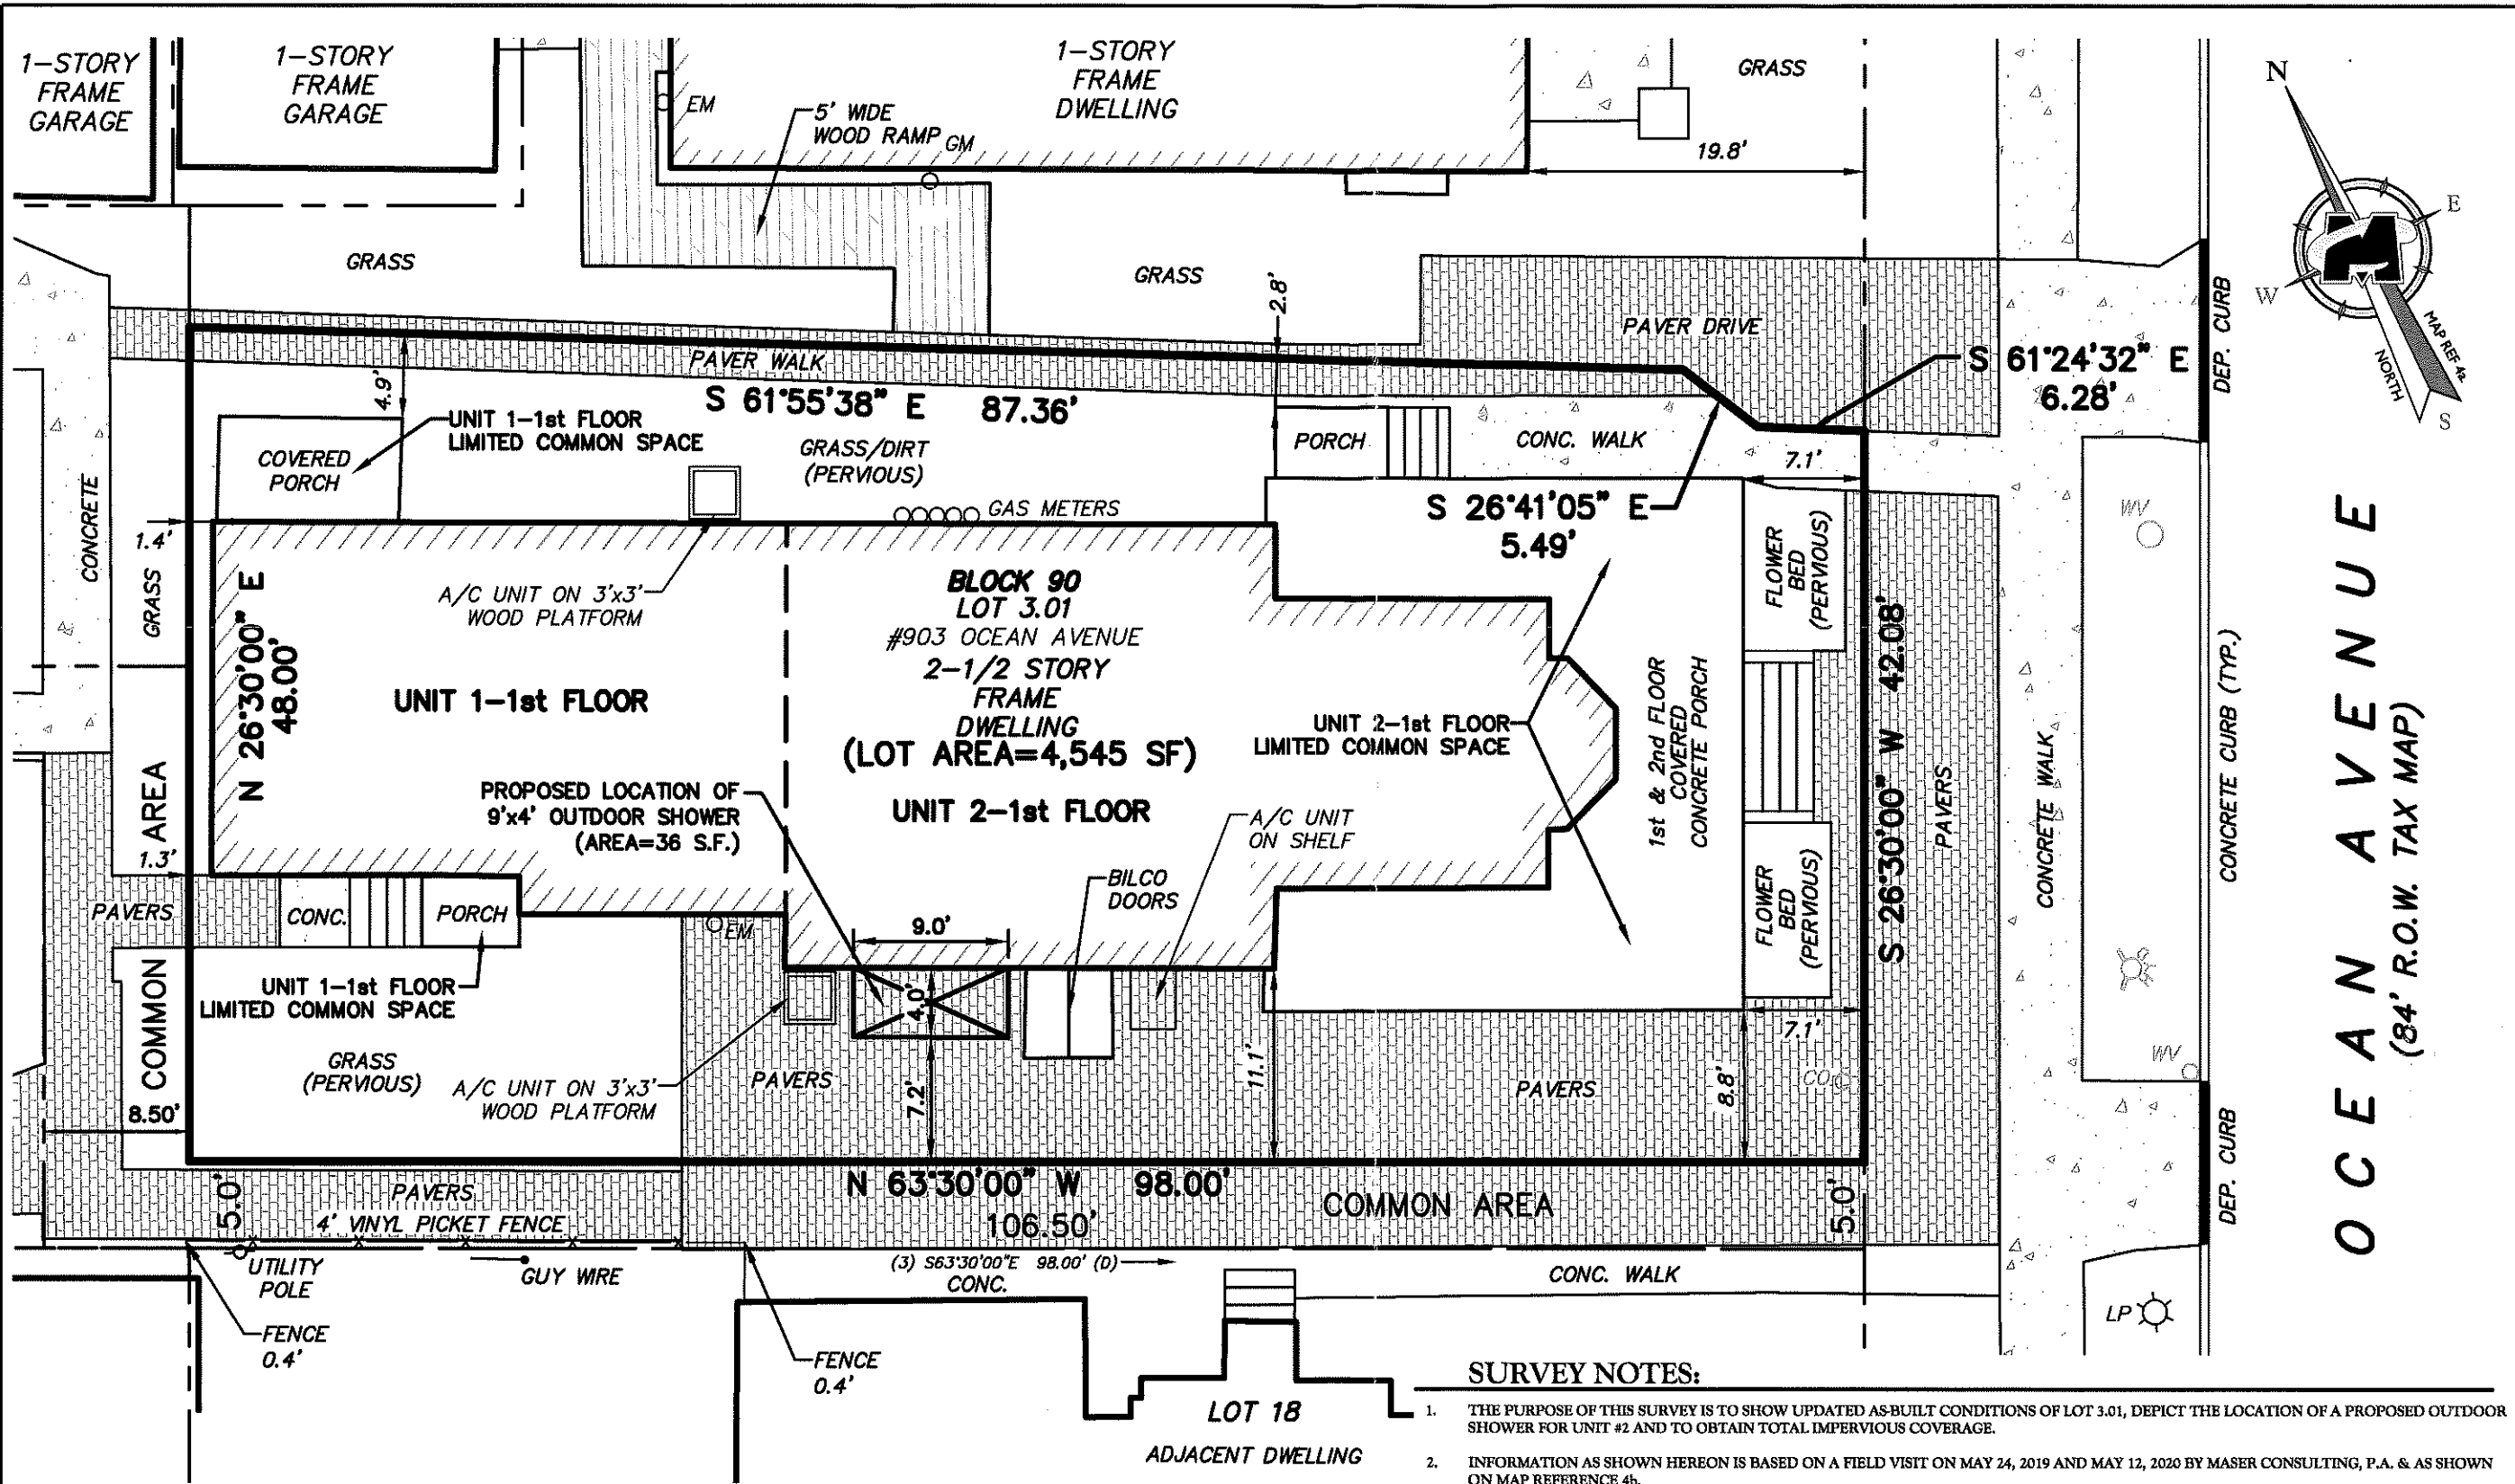 1-STORY
FRAME
GARAGE
1-STORY
FRAME
GARAGE
1-STORY
FRAME
DWELLING
GRASS
N
EM
5' WIDE
WOOD RAMP
GM
19.8'
E
W
S
MAP REF 42
NORTH
GRASS
GRASS
2.8'
PAVER DRIVE
DEP. CURB
S 61°24'32" E
6.28'
PAVER WALK
S 61°55'38" E 87.36'
4.9'
UNIT 1-1st FLOOR
LIMITED COMMON SPACE
COVERED
PORCH
GRASS/DIRT
(PERVIOUS)
PORCH
CONC. WALK
7.1'
CONCRETE
GAS METERS
S 26°41'05" E
5.49'
1.4'
GRASS
N 26°30'00" E
48.00'
A/C UNIT ON 3'x3'
WOOD PLATFORM
BLOCK 90
LOT 3.01
#903 OCEAN AVENUE
2-1/2 STORY
FRAME
DWELLING
(LOT AREA=4,545 SF)
FLOWER
BED
(PERVIOUS)
WV
UNIT 1-1st FLOOR
UNIT 2-1st FLOOR
LIMITED COMMON SPACE
1st & 2nd FLOOR
COVERED
CONCRETE PORCH
S 26°30'00" W 42.08'
PAVERS
CONCRETE WALK
CONCRETE CURB (TYP.)
OCEAN AVENUE
(84' R.O.W. TAX MAP)
PROPOSED LOCATION OF
9'x4' OUTDOOR SHOWER
(AREA=36 S.F.)
UNIT 2-1st FLOOR
A/C UNIT
ON SHELF
COMMON AREA
1.3'
BILCO
DOORS
FLOWER
BED
(PERVIOUS)
PAVERS
CONC.
PORCH
EM
9.0'
4.0'
UNIT 1-1st FLOOR
LIMITED COMMON SPACE
GRASS
(PERVIOUS)
A/C UNIT ON 3'x3'
WOOD PLATFORM
PAVERS
7.2'
11.1'
PAVERS
8.8'
7.1'
CO
WV
8.50'
DEP. CURB
N 63°30'00" W 98.00'
106.50'
COMMON AREA
5.0'
5.0'
PAVERS
4' VINYL PICKET FENCE
(3) S63°30'00"E 98.00' (D)
CONC.
CONC. WALK
UTILITY
POLE
GUY WIRE
LP
FENCE
0.4'
FENCE
0.4'
LOT 18
ADJACENT DWELLING
SURVEY NOTES:
1. THE PURPOSE OF THIS SURVEY IS TO SHOW UPDATED AS-BUILT CONDITIONS OF LOT 3.01, DEPICT THE LOCATION OF A PROPOSED OUTDOOR
SHOWER FOR UNIT #2 AND TO OBTAIN TOTAL IMPERVIOUS COVERAGE.
2. INFORMATION AS SHOWN HEREON IS BASED ON A FIELD VISIT ON MAY 24, 2019 AND MAY 12, 2020 BY MASER CONSULTING, P.A. & AS SHOWN
ON MAP REFERENCE 4b.